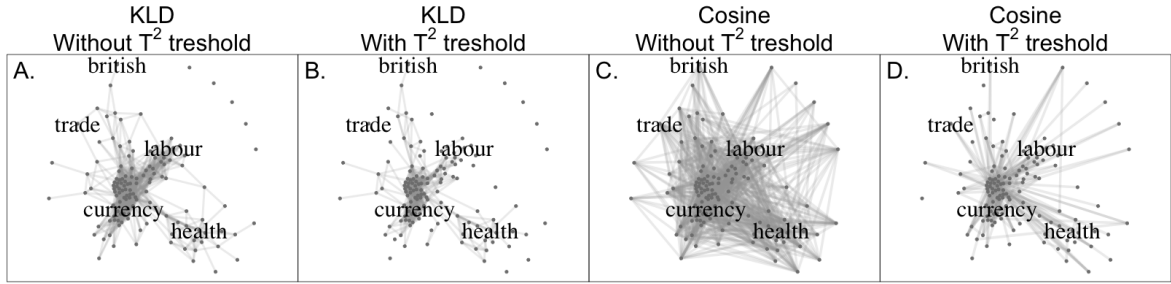 KLD
Without T² treshold
KLD
With T² treshold
Cosine
Without T² treshold
Cosine
With T² treshold
A.
british
trade
labour
currency
health
B.
british
trade
labour
currency
health
C.
british
trade
labour
currency
health
D.
british
trade
labour
currency
health